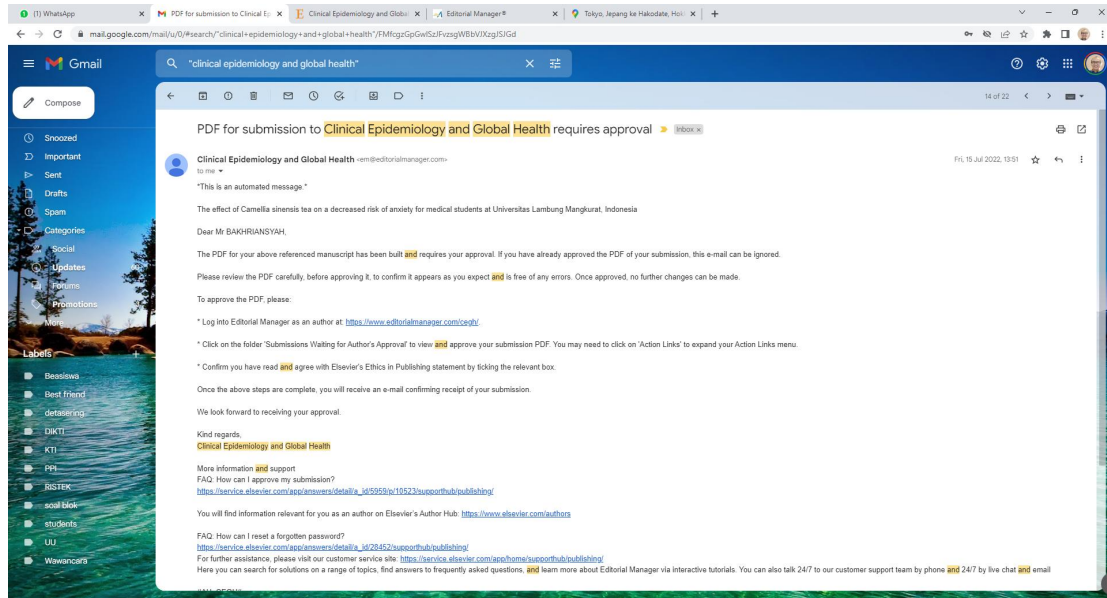 (1) WhatsApp
PDF for submission to Clinical Ep
Clinical Epidemiology and Global
Editorial Manager®
Tokyo, Jepang ke Hakodate, Hok
mail.google.com/mail/u/0/#search/"clinical+epidemiology+and+global+health"/FMfcgzGpGwlSzJFvzsgWBbVJXzgJSJGd
Gmail
"clinical epidemiology and global health"
Compose
14 of 22
Snoozed
Important
Sent
Drafts
Spam
Categories
Social
Updates
Forums
Promotions
More
Labels
Beasiswa
Best friend
detasering
DIKTI
KTI
PPI
RISTEK
soal blok
students
UU
Wawancara
PDF for submission to Clinical Epidemiology and Global Health requires approval
Inbox x
Clinical Epidemiology and Global Health <em@editorialmanager.com>
Fri, 15 Jul 2022, 13:51
to me
*This is an automated message.*
The effect of Camellia sinensis tea on a decreased risk of anxiety for medical students at Universitas Lambung Mangkurat, Indonesia
Dear Mr BAKHRIANSYAH,
The PDF for your above referenced manuscript has been built and requires your approval. If you have already approved the PDF of your submission, this e-mail can be ignored.
Please review the PDF carefully, before approving it, to confirm it appears as you expect and is free of any errors. Once approved, no further changes can be made.
To approve the PDF, please:
* Log into Editorial Manager as an author at: https://www.editorialmanager.com/cegh/.
* Click on the folder 'Submissions Waiting for Author's Approval' to view and approve your submission PDF. You may need to click on 'Action Links' to expand your Action Links menu.
* Confirm you have read and agree with Elsevier's Ethics in Publishing statement by ticking the relevant box.
Once the above steps are complete, you will receive an e-mail confirming receipt of your submission.
We look forward to receiving your approval.
Kind regards,
Clinical Epidemiology and Global Health
More information and support
FAQ: How can I approve my submission?
https://service.elsevier.com/app/answers/detail/a_id/5959/p/10523/supporthub/publishing/
You will find information relevant for you as an author on Elsevier's Author Hub: https://www.elsevier.com/authors
FAQ: How can I reset a forgotten password?
https://service.elsevier.com/app/answers/detail/a_id/28452/supporthub/publishing/
For further assistance, please visit our customer service site: https://service.elsevier.com/app/home/supporthub/publishing/
Here you can search for solutions on a range of topics, find answers to frequently asked questions, and learn more about Editorial Manager via interactive tutorials. You can also talk 24/7 to our customer support team by phone and 24/7 by live chat and email